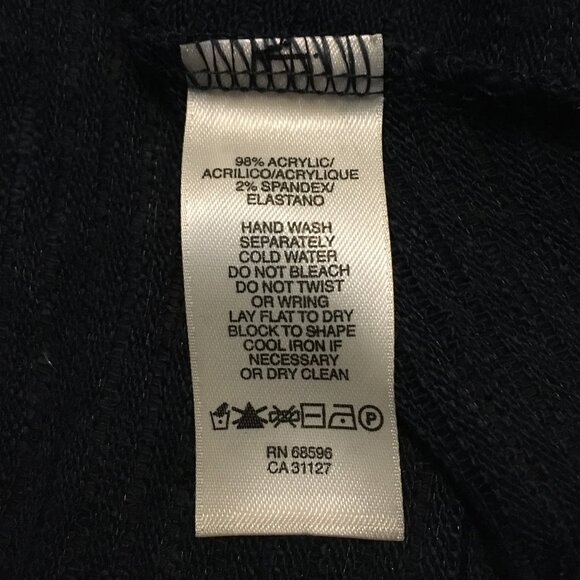 98% ACRYLIC/
ACRILICO/ACRYLIQUE
2% SPANDEX/
ELASTANO
HAND WASH
SEPARATELY
COLD WATER
DO NOT BLEACH
DO NOT TWIST
OR WRING
LAY FLAT TO DRY
BLOCK TO SHAPE
COOL IRON IF
NECESSARY
OR DRY CLEAN
P
RN 68596
CA 31127